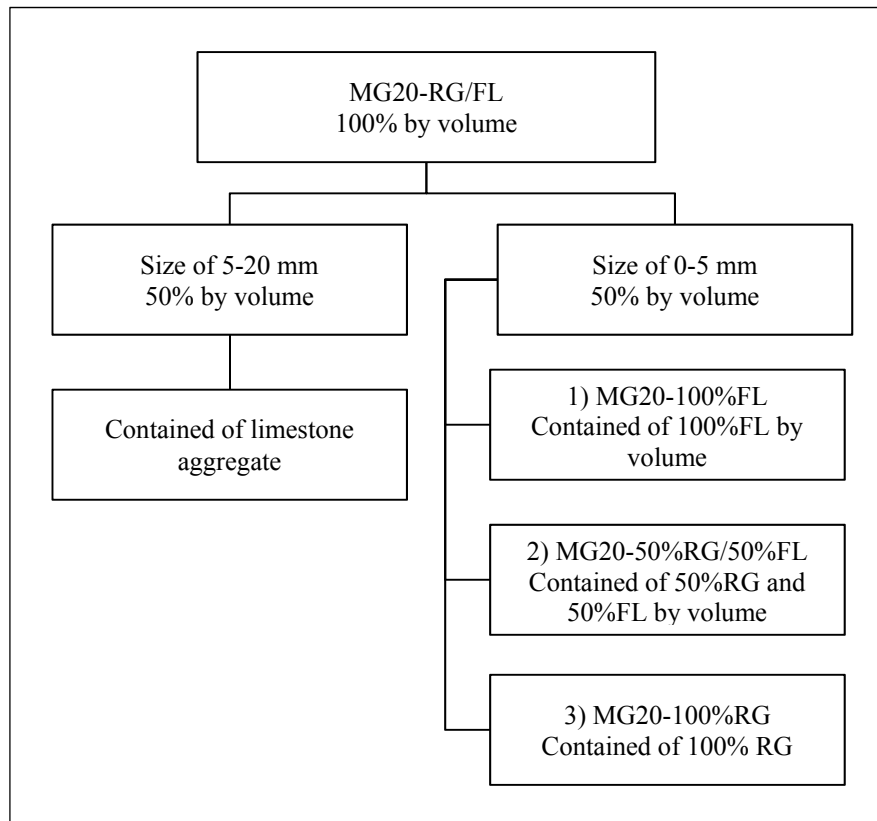 MG20-RG/FL
100% by volume
Size of 5-20 mm
50% by volume
Size of 0-5 mm
50% by volume
Contained of limestone
aggregate
1) MG20-100%FL
Contained of 100%FL by
volume
2) MG20-50%RG/50%FL
Contained of 50%RG and
50%FL by volume
3) MG20-100%RG
Contained of 100% RG